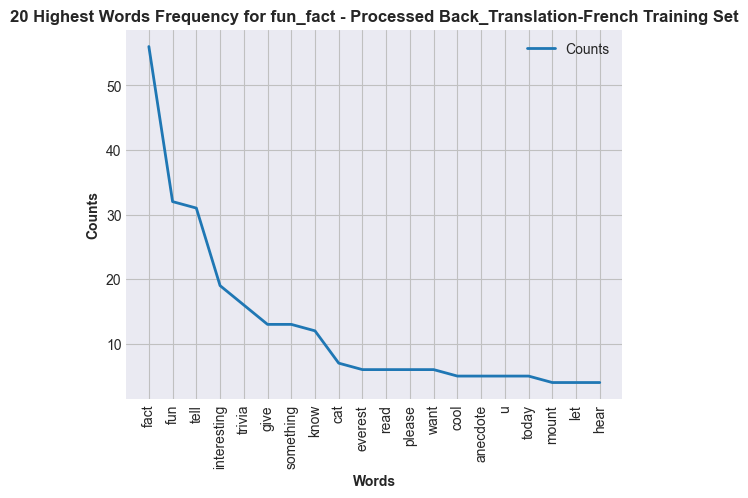 20 Highest Words Frequency for fun_fact - Processed Back_Translation-French Training Set
Counts
50
40
30
20
10
Counts
fact
fun
tell
interesting
trivia
give
something
know
cat
everest
read
please
want
cool
anecdote
u
today
mount
let
hear
Words